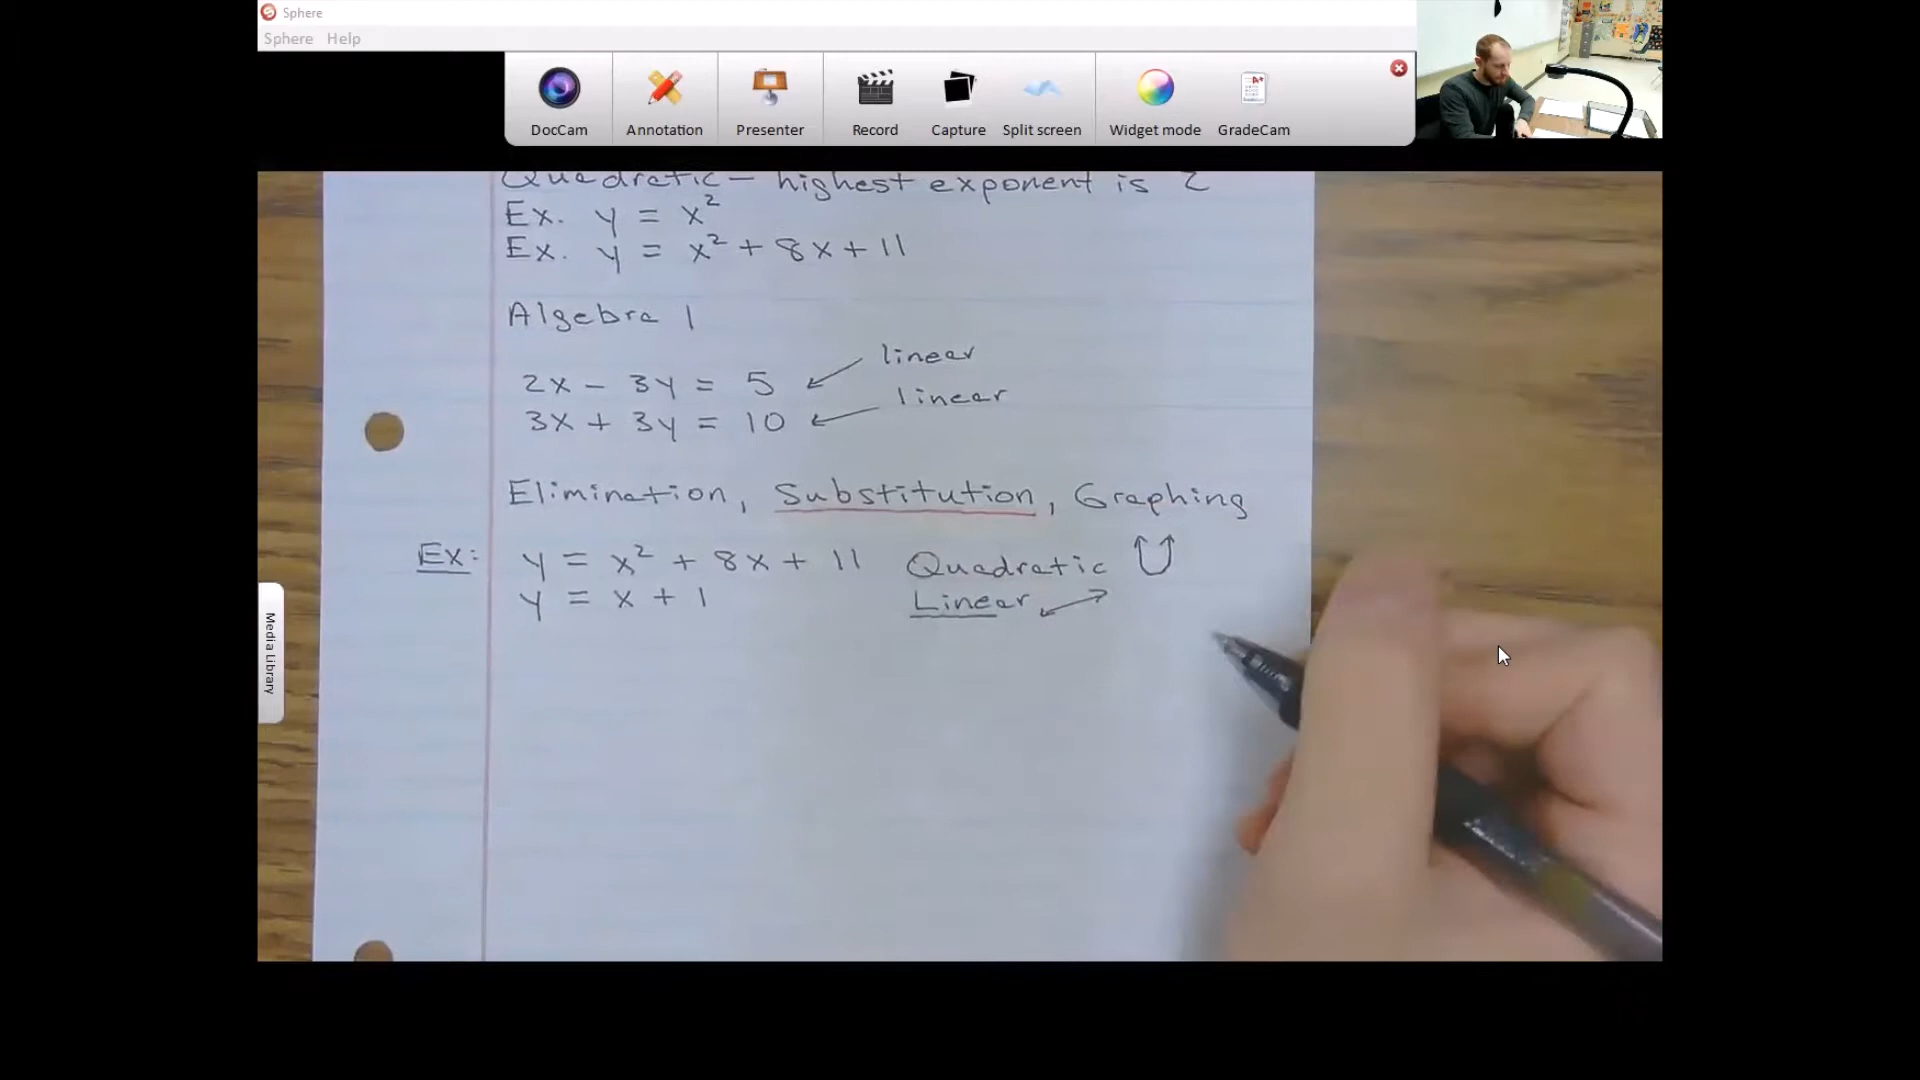 Sphere
Sphere Help
DocCam Annotation Presenter Record Capture Split screen Widget mode GradeCam
Quadratic – highest exponent is 2
Ex. y = x²
Ex. y = x² + 8x + 11
Algebra 1
2x – 3y = 5 linear
3x + 3y = 10 linear
Elimination, Substitution, Graphing
Ex: y = x² + 8x + 11 Quadratic
y = x + 1 Linear
Media Library